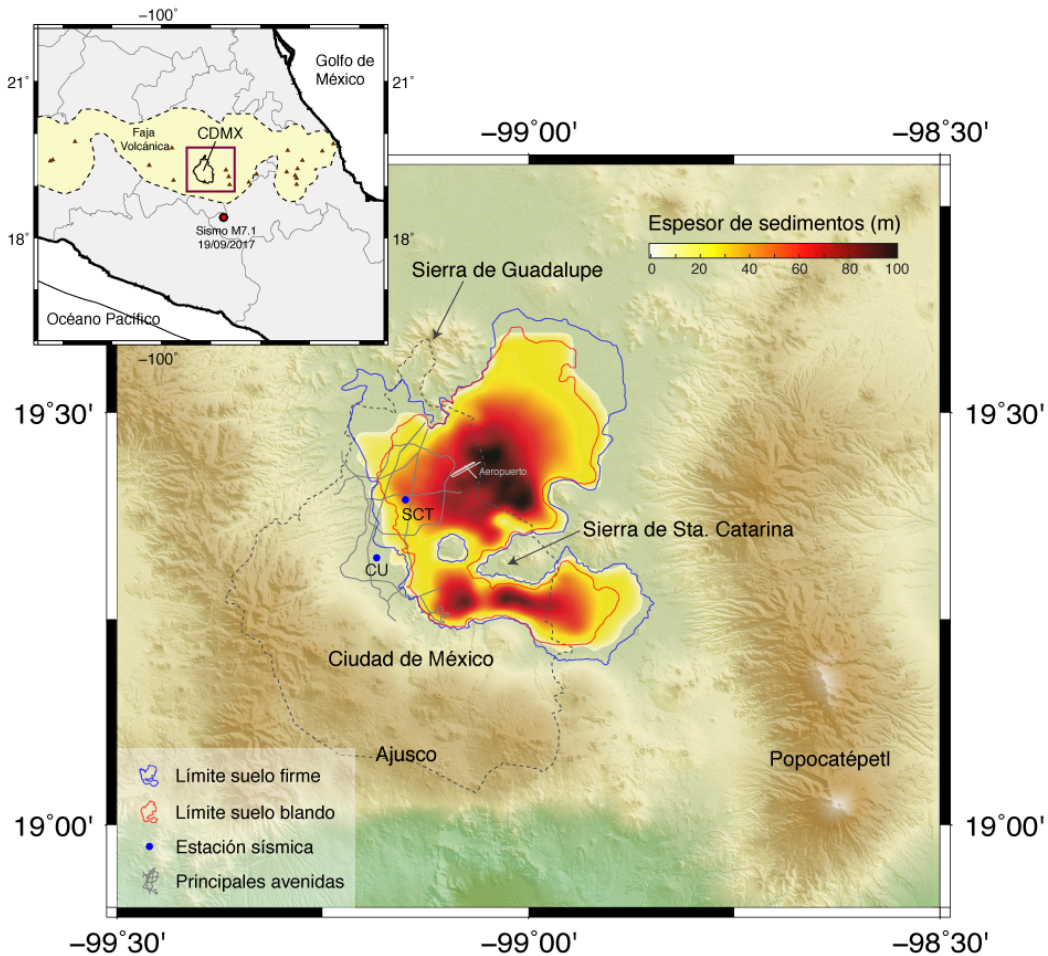 −100˚
Golfo de
México
21˚
21˚
CDMX
Faja
Volcánica
Sismo M7.1
19/09/2017
18˚
18˚
Océano Pacífico
−100˚
−99˚00'
−98˚30'
Espesor de sedimentos (m)
0 20 40 60 80 100
Sierra de Guadalupe
19˚30'
19˚30'
Aeropuerto
SCT
Sierra de Sta. Catarina
CU
Ciudad de México
Ajusco
Popocatépetl
Límite suelo firme
Límite suelo blando
Estación sísmica
Principales avenidas
19˚00'
19˚00'
−99˚30'
−99˚00'
−98˚30'